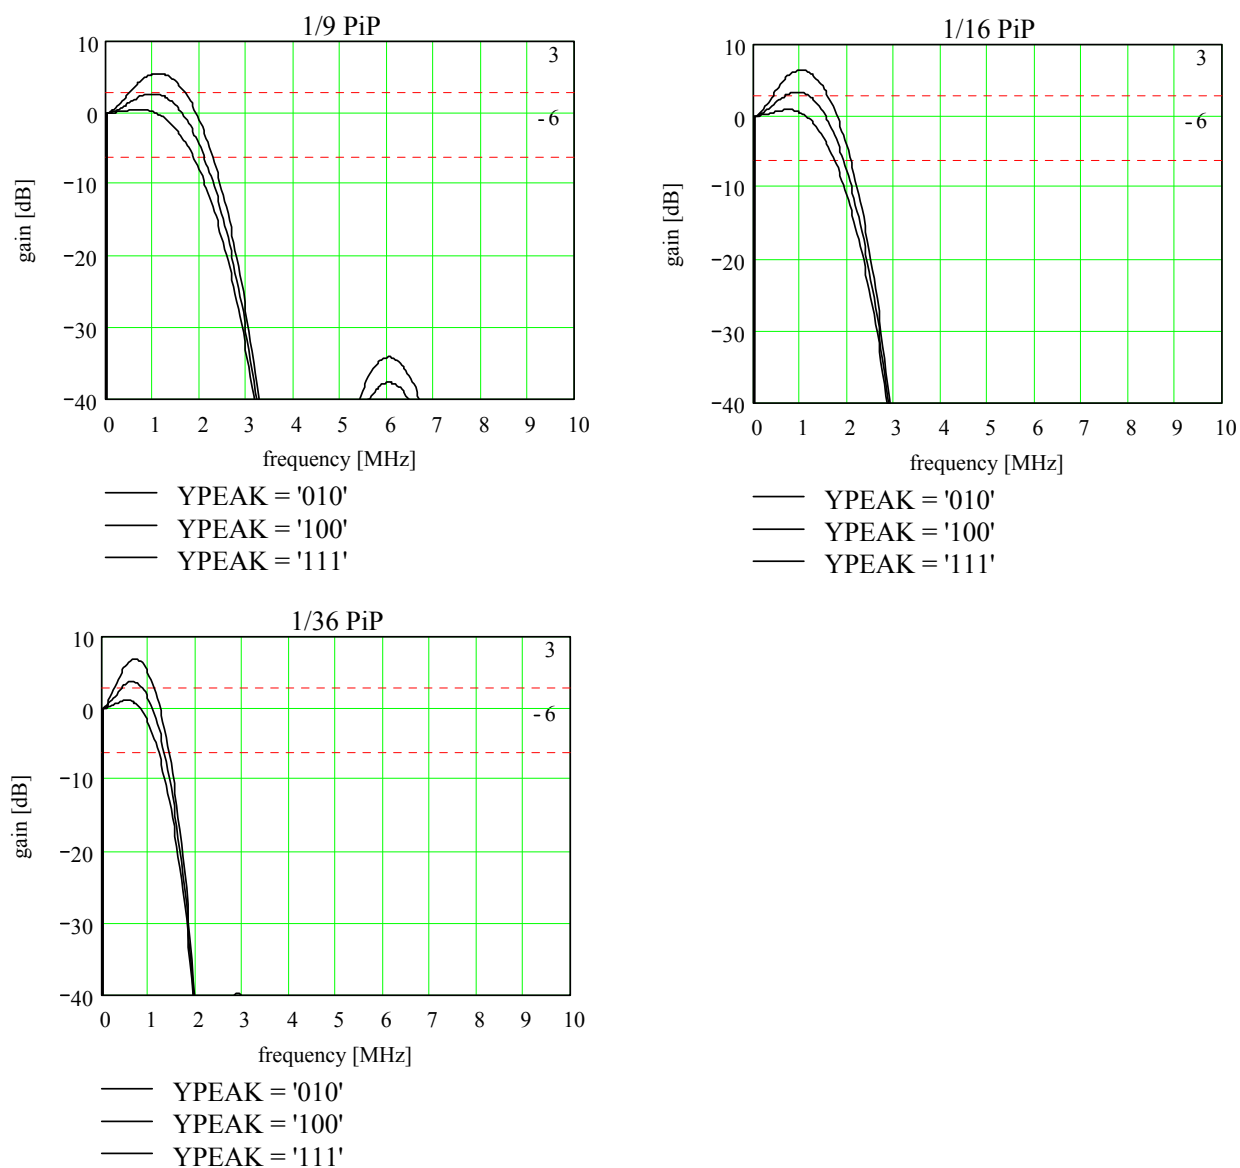 1/9 PiP
10
0
−10
−20
−30
−40
gain [dB]
3
-6
0 1 2 3 4 5 6 7 8 9 10
frequency [MHz]
YPEAK = '010'
YPEAK = '100'
YPEAK = '111'
1/16 PiP
10
0
−10
−20
−30
−40
gain [dB]
3
-6
0 1 2 3 4 5 6 7 8 9 10
frequency [MHz]
YPEAK = '010'
YPEAK = '100'
YPEAK = '111'
1/36 PiP
10
0
−10
−20
−30
−40
gain [dB]
3
-6
0 1 2 3 4 5 6 7 8 9 10
frequency [MHz]
YPEAK = '010'
YPEAK = '100'
YPEAK = '111'